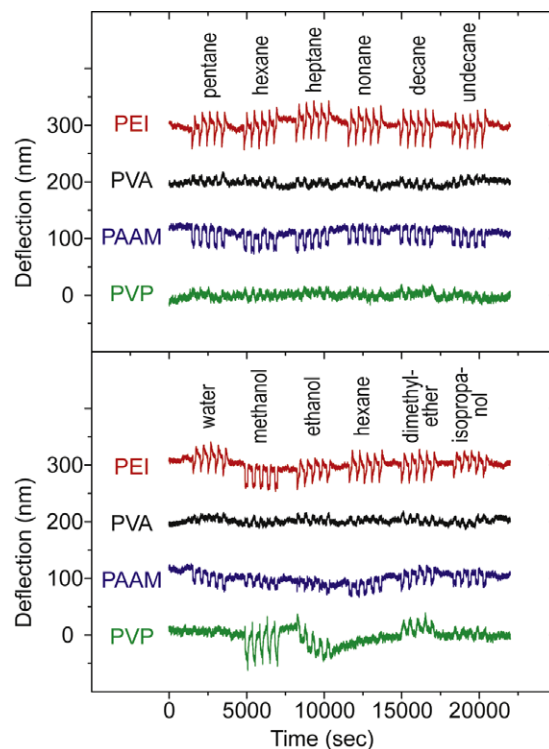 pentane
hexane
heptane
nonane
decane
undecane
Deflection (nm)
300
200
100
0
PEI
PVA
PAAM
PVP
water
methanol
ethanol
hexane
dimethyl-
ether
isopropa-
nol
Deflection (nm)
300
200
100
0
PEI
PVA
PAAM
PVP
0
5000
10000
15000
20000
Time (sec)